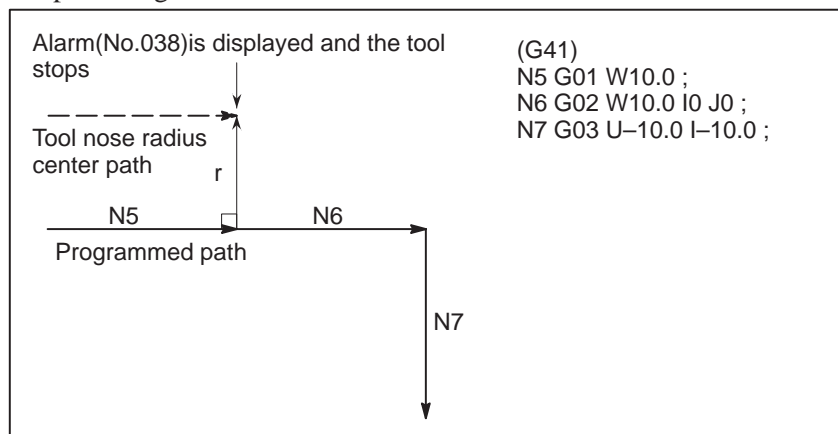 Alarm(No.038)is displayed and the tool
stops
(G41)
N5 G01 W10.0 ;
N6 G02 W10.0 I0 J0 ;
N7 G03 U–10.0 I–10.0 ;
Tool nose radius
center path
r
N5
N6
Programmed path
N7